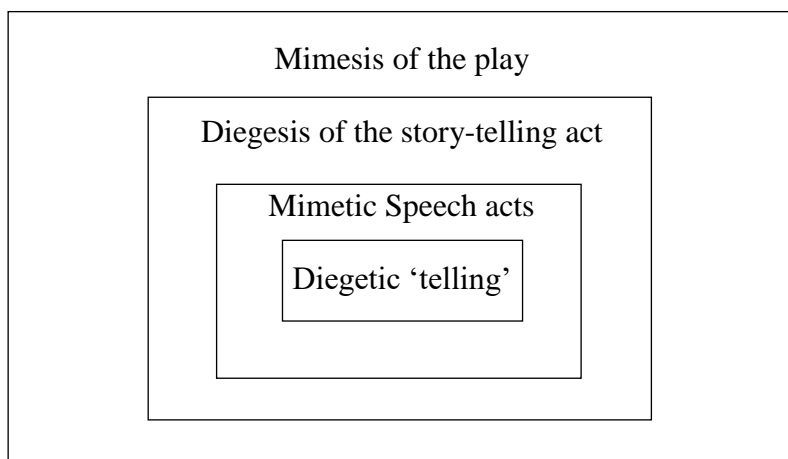 Mimesis of the play
Diegesis of the story-telling act
Mimetic Speech acts
Diegetic ‘telling’